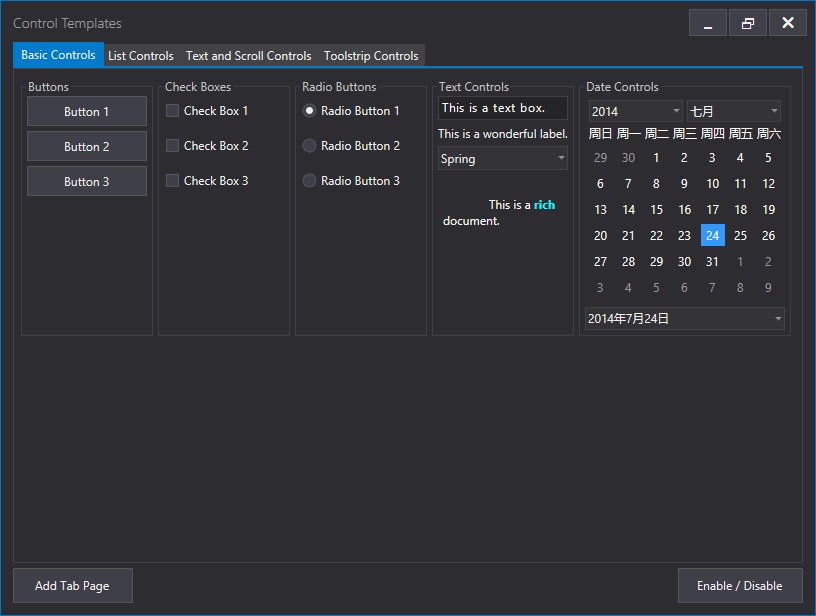 Control Templates
Basic Controls List Controls Text and Scroll Controls Toolstrip Controls
Buttons
Button 1
Button 2
Button 3
Check Boxes
Check Box 1
Check Box 2
Check Box 3
Radio Buttons
Radio Button 1
Radio Button 2
Radio Button 3
Text Controls
This is a text box.
This is a wonderful label.
Spring
This is a rich
document.
Date Controls
2014 七月
周日 周一 周二 周三 周四 周五 周六
29 30 1 2 3 4 5
6 7 8 9 10 11 12
13 14 15 16 17 18 19
20 21 22 23 24 25 26
27 28 29 30 31 1 2
3 4 5 6 7 8 9
2014年7月24日
Add Tab Page
Enable / Disable